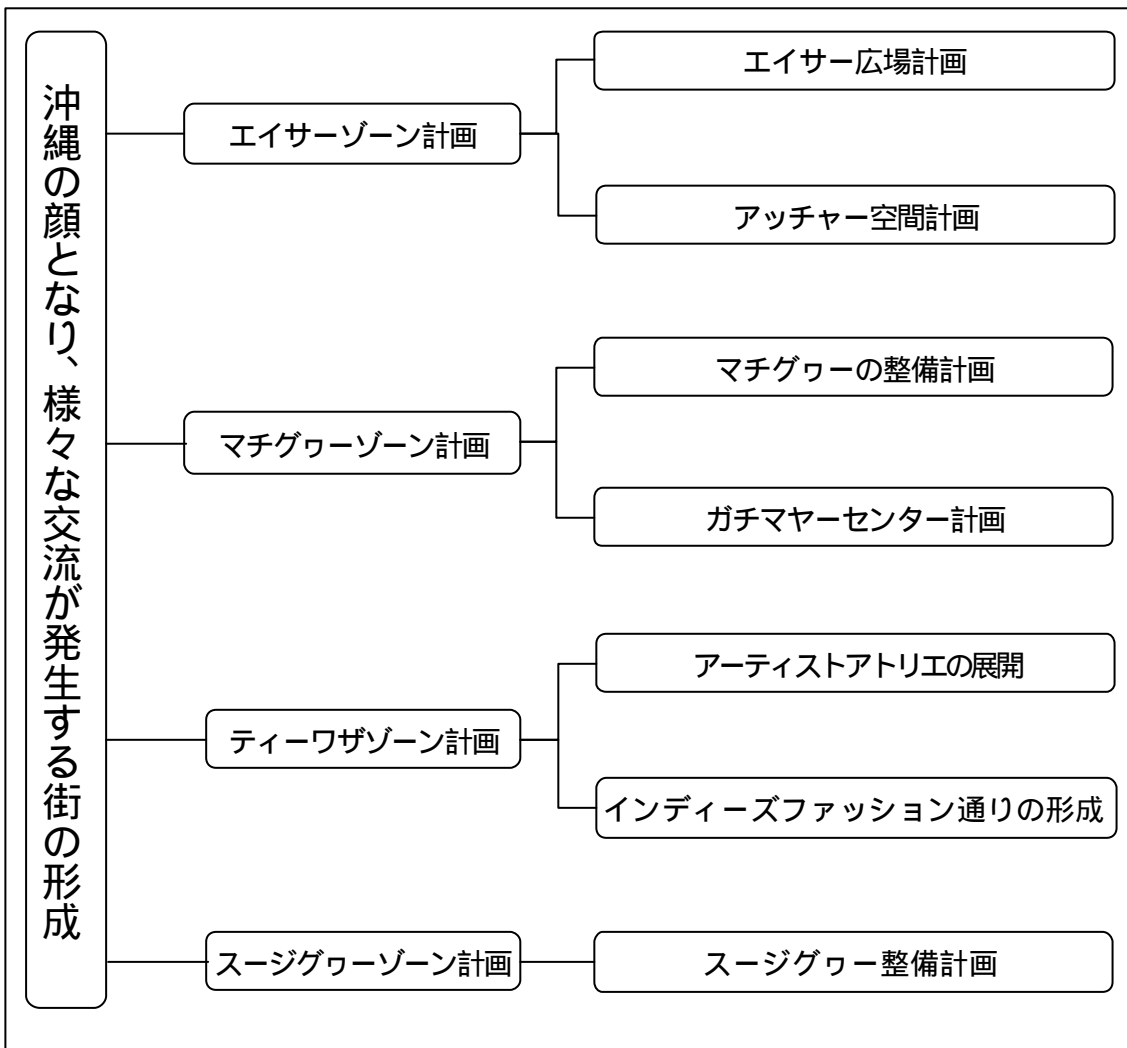 沖縄の顔となり、様々な交流が発生する街の形成
エイサーゾーン計画
エイサー広場計画
アッチャー空間計画
マチグヮーゾーン計画
マチグヮーの整備計画
ガチマヤーセンター計画
ティーワザゾーン計画
アーティストアトリエの展開
インディーズファッション通りの形成
スージグヮーゾーン計画
スージグヮー整備計画